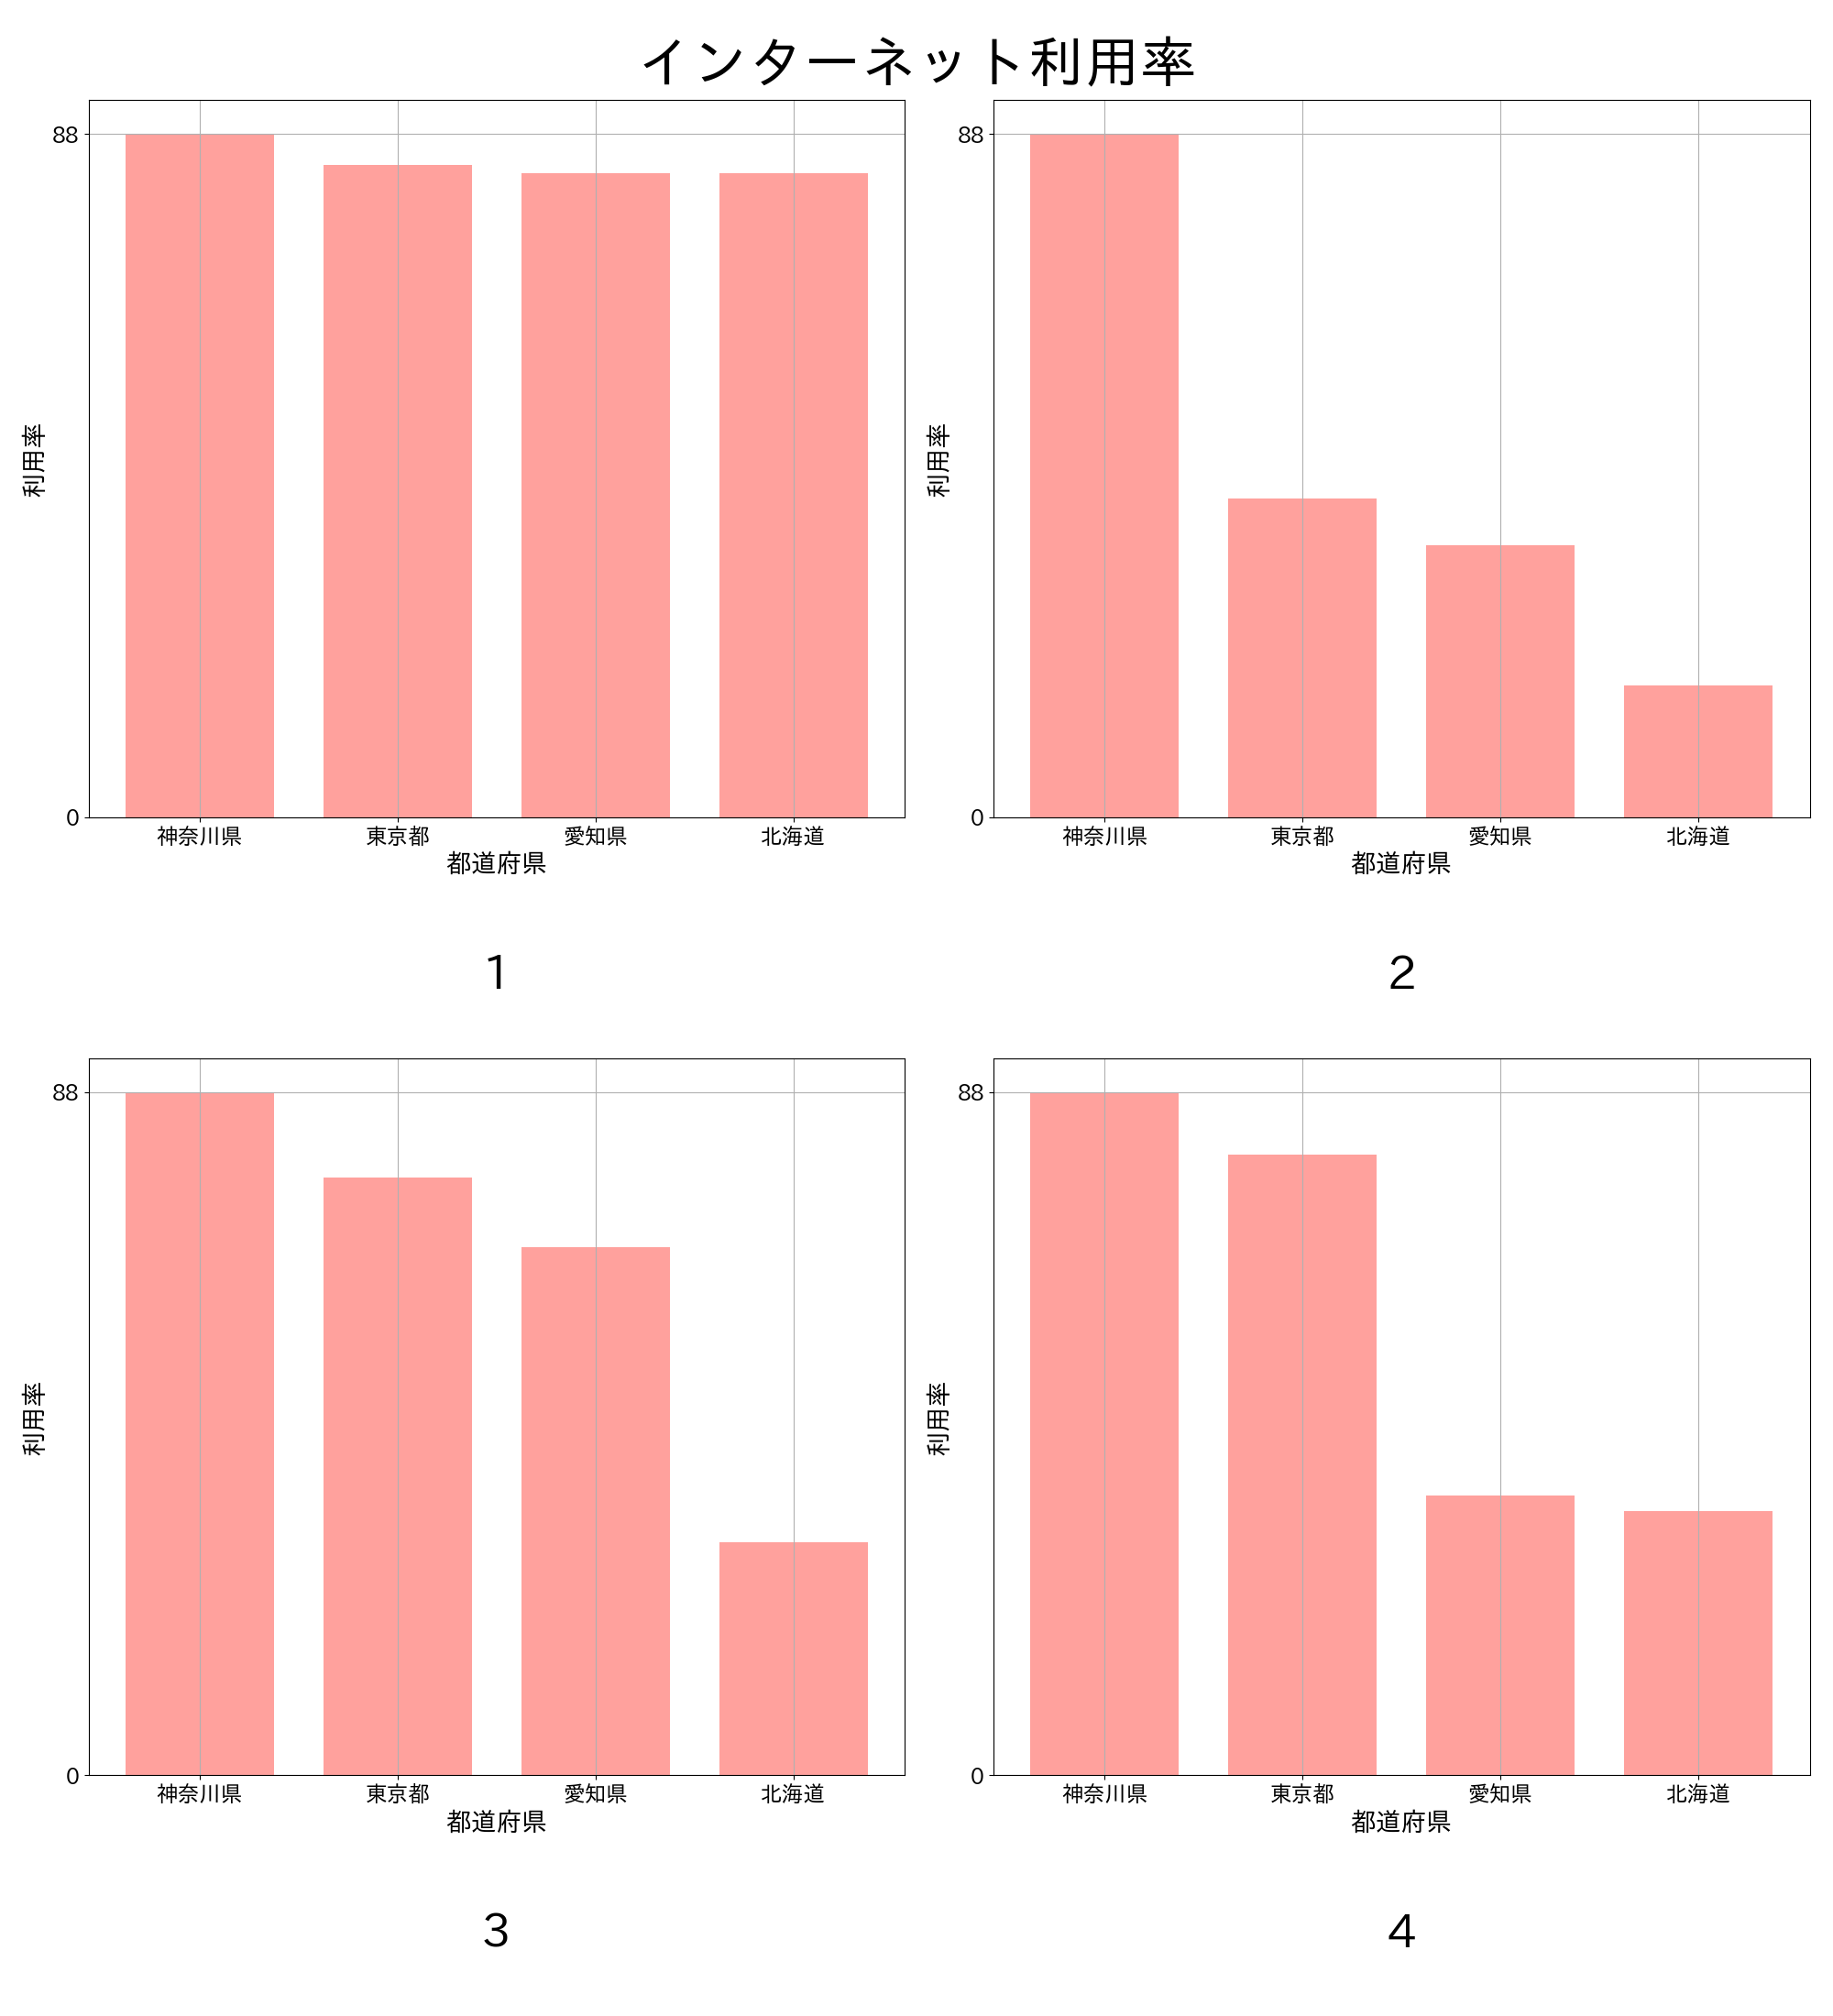 インターネット利用率
88
利用率
0
神奈川県 東京都 愛知県 北海道
都道府県
1
88
利用率
0
神奈川県 東京都 愛知県 北海道
都道府県
2
88
利用率
0
神奈川県 東京都 愛知県 北海道
都道府県
3
88
利用率
0
神奈川県 東京都 愛知県 北海道
都道府県
4